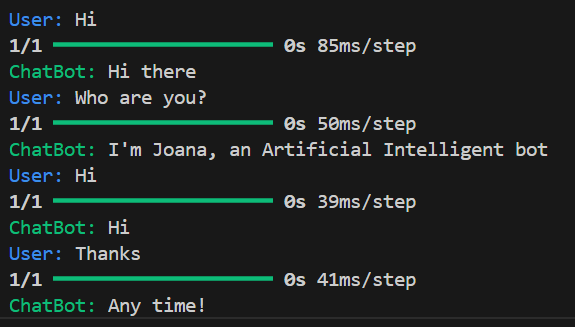 User: Hi
1/1 ━━━━━━━━━━━━━━━━━━━━ 0s 85ms/step
ChatBot: Hi there
User: Who are you?
1/1 ━━━━━━━━━━━━━━━━━━━━ 0s 50ms/step
ChatBot: I'm Joana, an Artificial Intelligent bot
User: Hi
1/1 ━━━━━━━━━━━━━━━━━━━━ 0s 39ms/step
ChatBot: Hi
User: Thanks
1/1 ━━━━━━━━━━━━━━━━━━━━ 0s 41ms/step
ChatBot: Any time!